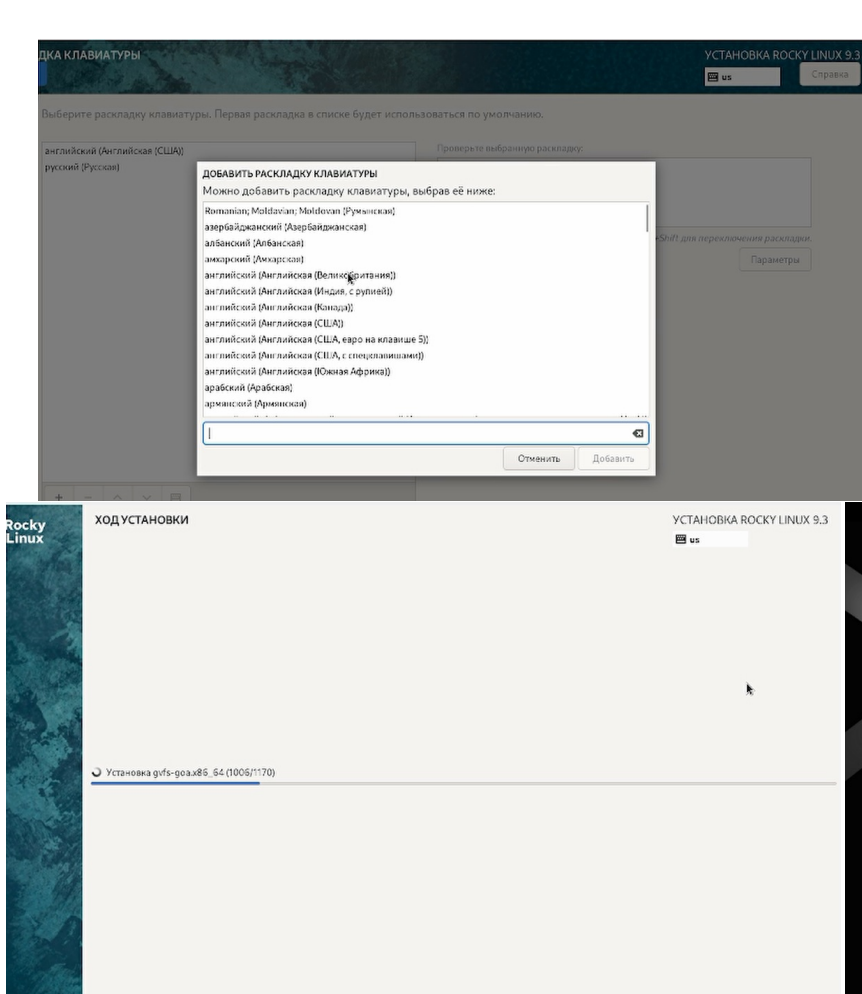 ДКА КЛАВИАТУРЫ
УСТАНОВКА ROCKY LINUX 9.3
us
Справка
Выберите раскладку клавиатуры. Первая раскладка в списке будет использоваться по умолчанию.
английский (Английская (США))
русский (Русская)
Проверьте выбранную раскладку:
ДОБАВИТЬ РАСКЛАДКУ КЛАВИАТУРЫ
Можно добавить раскладку клавиатуры, выбрав её ниже:
Romanian; Moldavian; Moldovan (Румынская)
азербайджанский (Азербайджанская)
албанский (Албанская)
амхарский (Амхарская)
английский (Английская (Великобритания))
английский (Английская (Индия, с рупией))
английский (Английская (Канада))
английский (Английская (США))
английский (Английская (США, евро на клавише 5))
английский (Английская (США, с спецклавишами))
английский (Английская (Южная Африка))
арабский (Арабская)
армянский (Армянская)
Shift для переключения раскладки.
Параметры
Отменить
Добавить
Rocky
Linux
ХОД УСТАНОВКИ
УСТАНОВКА ROCKY LINUX 9.3
us
Установка gvfs-goa.x86_64 (1006/1170)